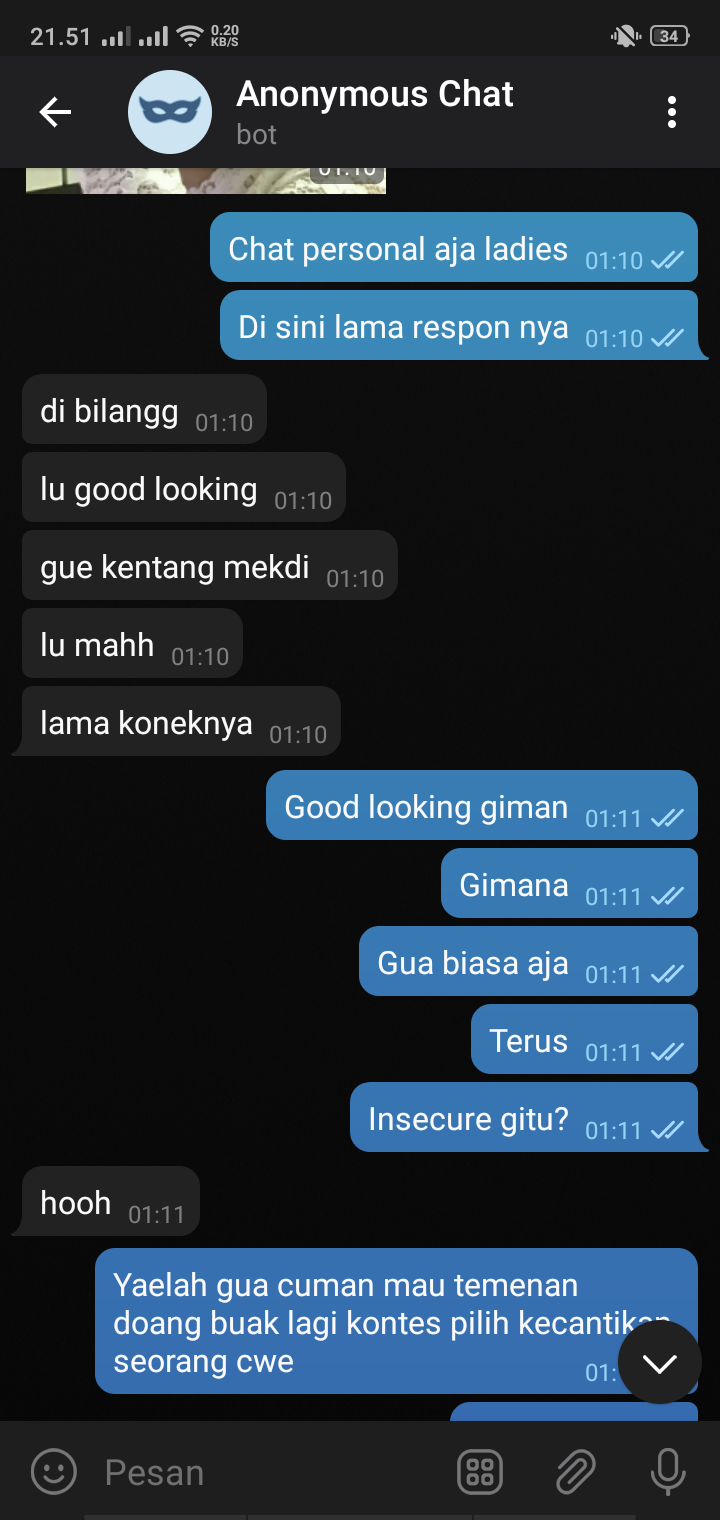 21.51
0.20
KB/S
34
Anonymous Chat
bot
01:10
Chat personal aja ladies 01:10
Di sini lama respon nya 01:10
di bilangg 01:10
lu good looking 01:10
gue kentang mekdi 01:10
lu mahh 01:10
lama koneknya 01:10
Good looking giman 01:11
Gimana 01:11
Gua biasa aja 01:11
Terus 01:11
Insecure gitu? 01:11
hooh 01:11
Yaelah gua cuman mau temenan
doang buak lagi kontes pilih kecantikan
seorang cwe 01:
Pesan